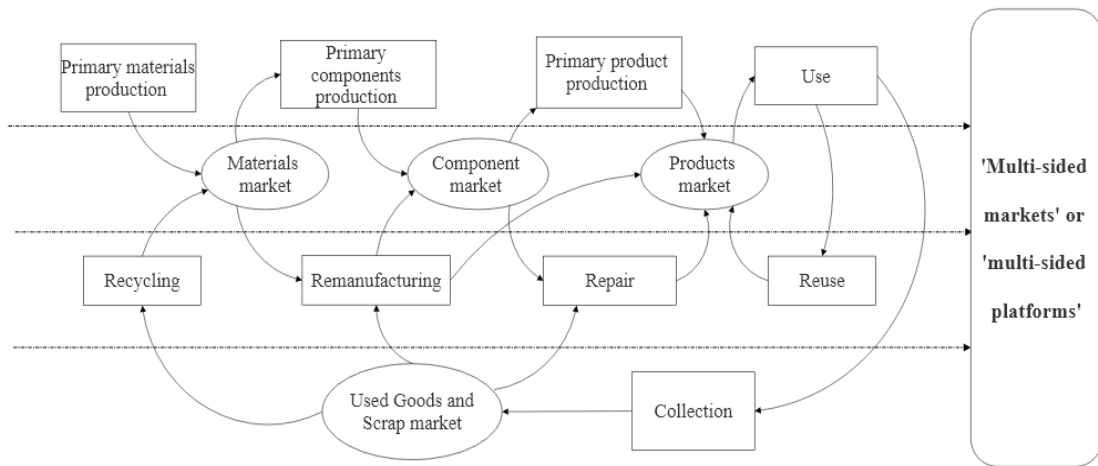 Primary materials
production
Primary
components
production
Primary product
production
Use
Materials
market
Component
market
Products
market
Recycling
Remanufacturing
Repair
Reuse
Used Goods and
Scrap market
Collection
'Multi-sided
markets' or
'multi-sided
platforms'